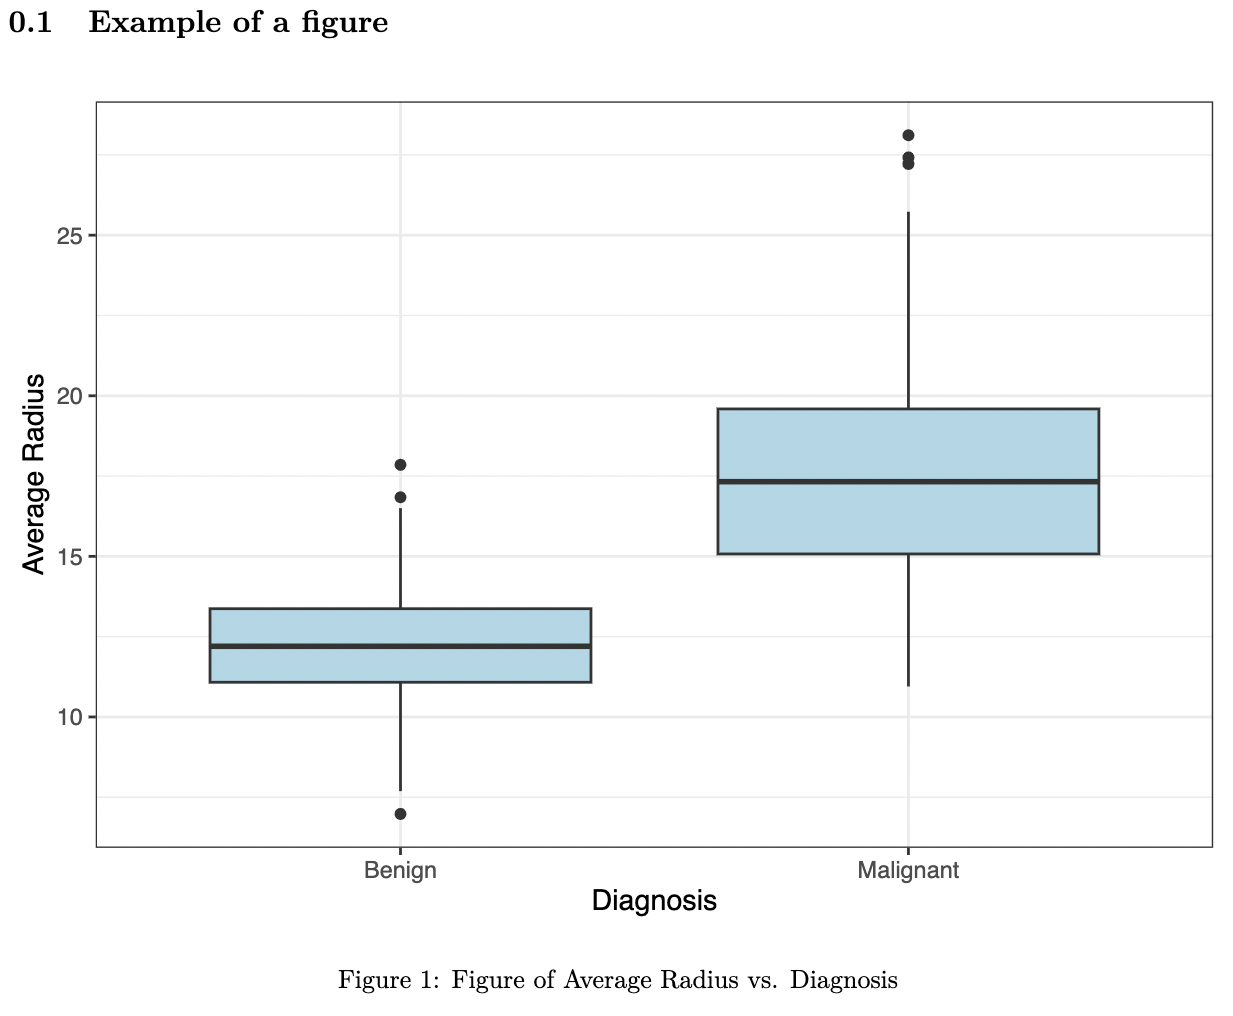 0.1 Example of a figure
25
20
15
10
Average Radius
Benign
Malignant
Diagnosis
Figure 1: Figure of Average Radius vs. Diagnosis